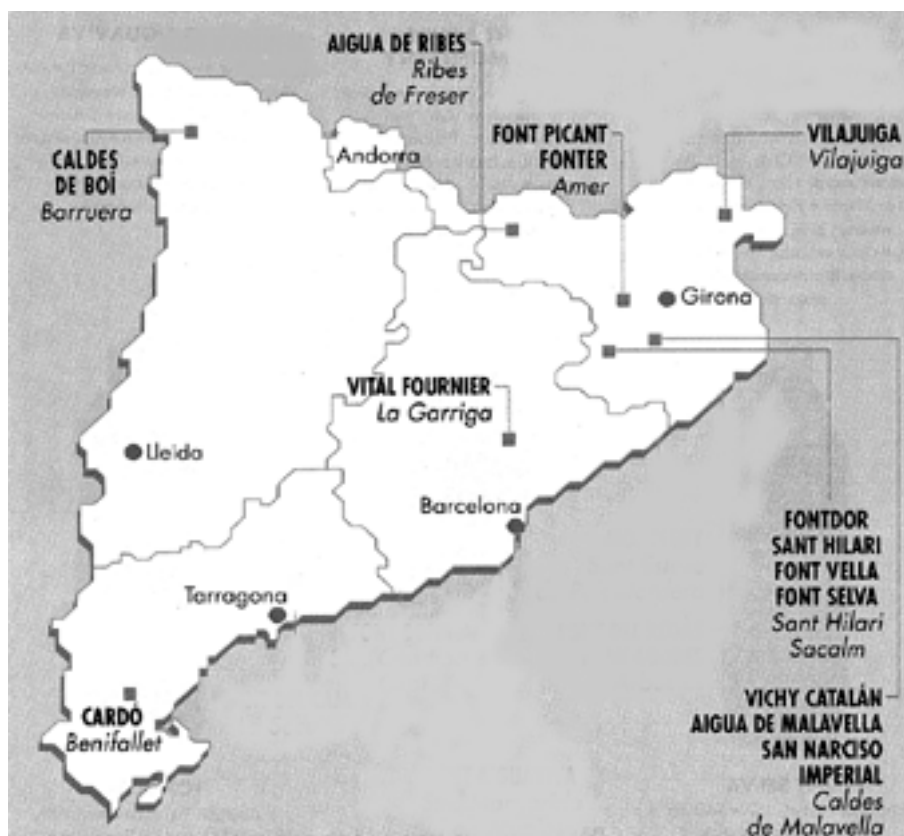 AIGUA DE RIBES
Ribes
de Freser
FONT PICANT
FONTER
Amer
VILAJUIGA
Vilajuiga
CALDES
DE BOÍ
Barruera
Andorra
Girona
VITAL FOURNIER
La Garriga
Lleida
Barcelona
FONTDOR
SANT HILARI
FONT VELLA
FONT SELVA
Sant Hilari
Sacalm
Tarragona
CARDÓ
Benifallet
VICHY CATALÁN
AIGUA DE MALAVELLA
SAN NARCISO
IMPERIAL
Caldes
de Malavella